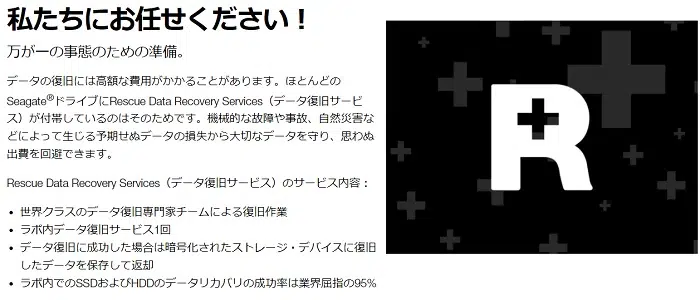 私たちにお任せください！
万が一の事態のための準備。
データの復旧には高額な費用がかかることがあります。ほとんどの
Seagate®ドライブにRescue Data Recovery Services（データ復旧サービ
ス）が付帯しているのはそのためです。機械的な故障や事故、自然災害な
どによって生じる予期せぬデータの損失から大切なデータを守り、思わぬ
出費を回避できます。
Rescue Data Recovery Services（データ復旧サービス）のサービス内容：
• 世界クラスのデータ復旧専門家チームによる復旧作業
• ラボ内データ復旧サービス1回
• データ復旧に成功した場合は暗号化されたストレージ・デバイスに復旧
したデータを保存して返却
• ラボ内でのSSDおよびHDDのデータリカバリの成功率は業界屈指の95%
R